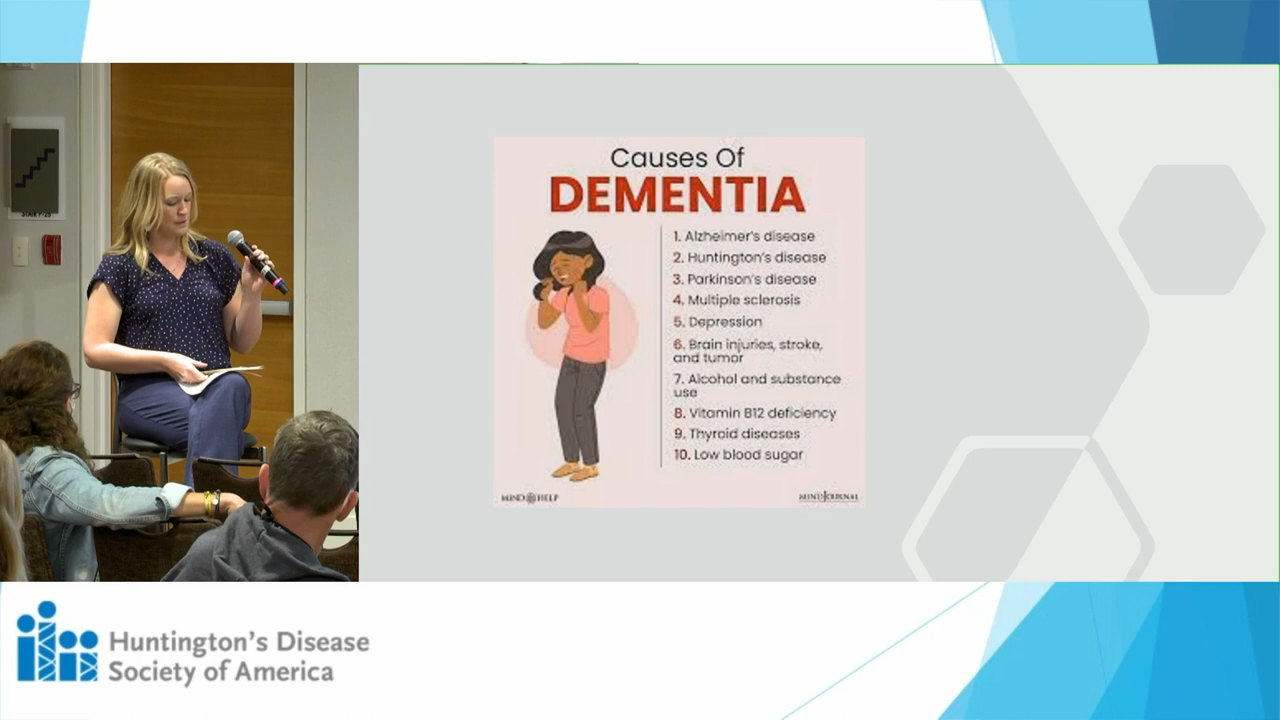 Causes Of
DEMENTIA
1. Alzheimer's disease
2. Huntington's disease
3. Parkinson's disease
4. Multiple sclerosis
5. Depression
6. Brain injuries, stroke,
and tumor
7. Alcohol and substance
use
8. Vitamin B12 deficiency
9. Thyroid diseases
10. Low blood sugar
MIND HELP
MINDJOURNAL
Huntington's Disease
Society of America